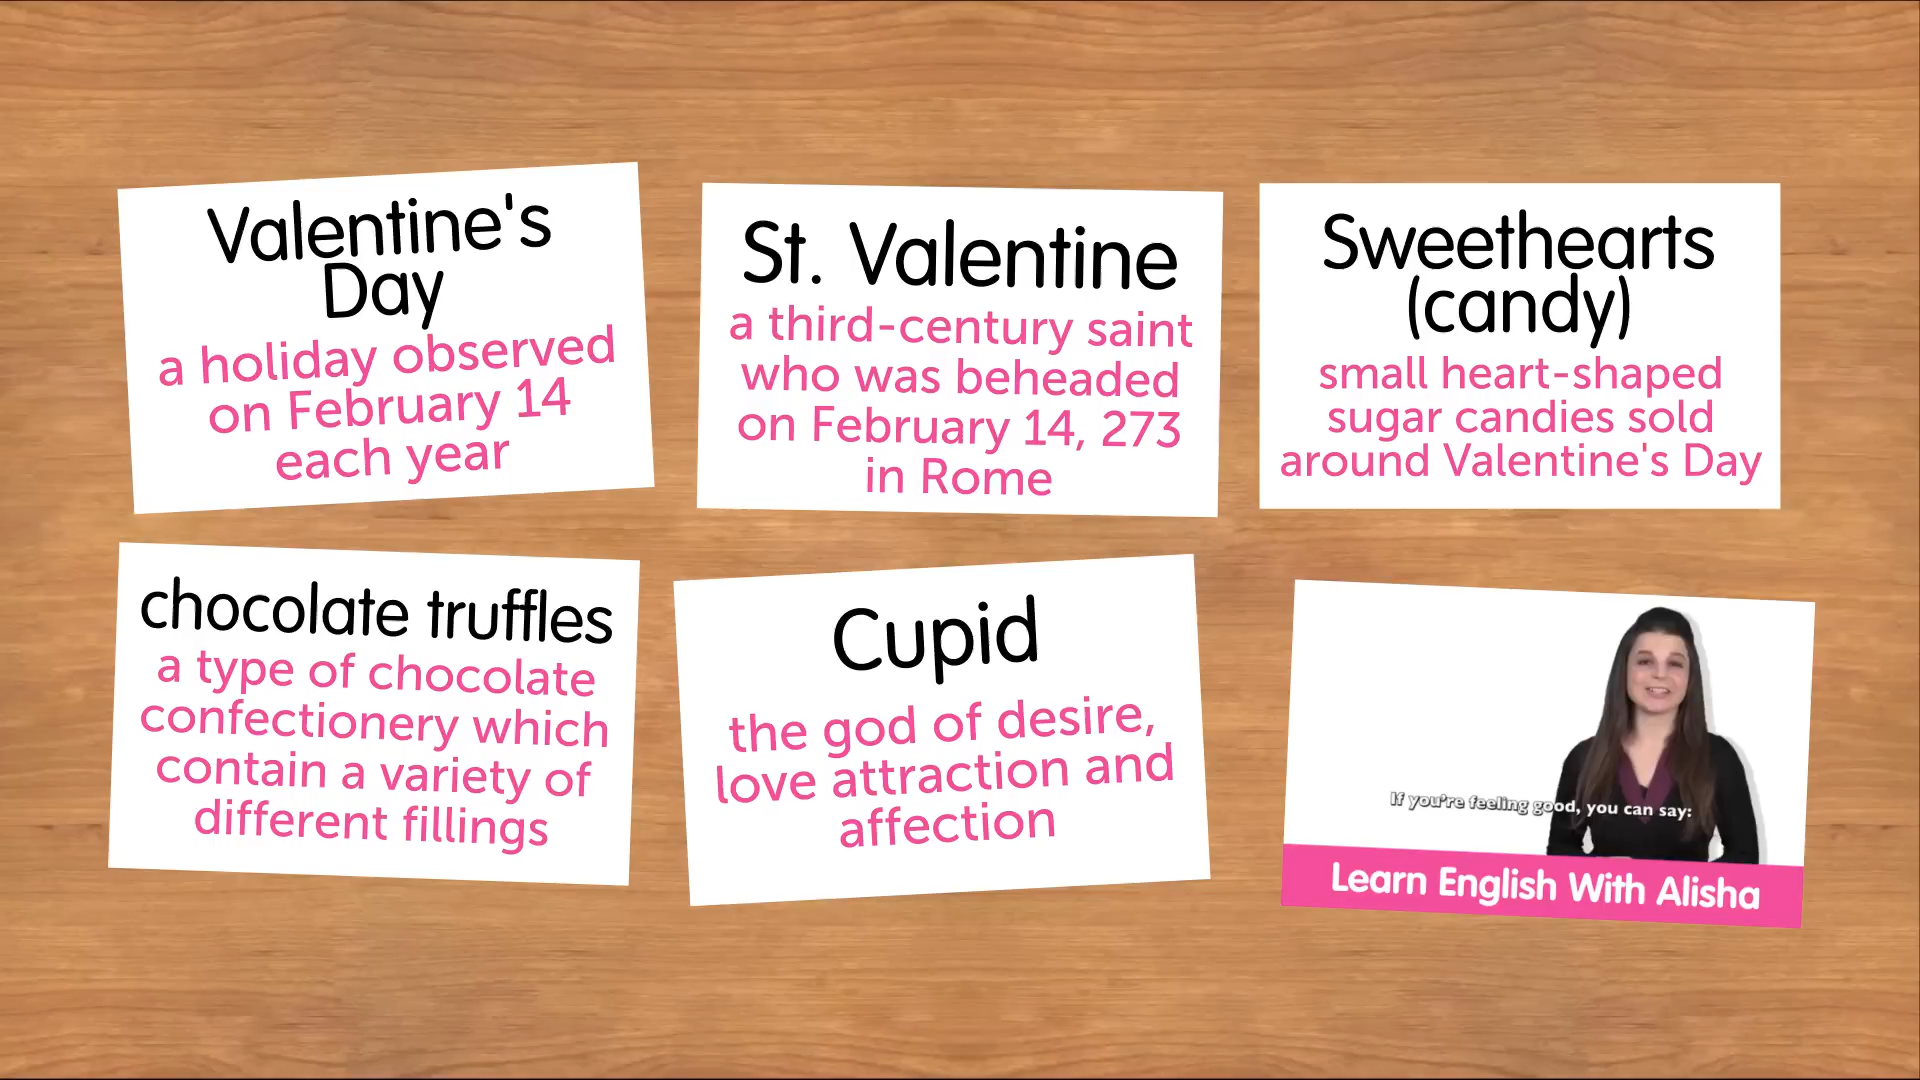 Valentine's
Day
a holiday observed
on February 14
each year
St. Valentine
a third-century saint
who was beheaded
on February 14, 273
in Rome
Sweethearts
(candy)
small heart-shaped
sugar candies sold
around Valentine's Day
chocolate truffles
a type of chocolate
confectionery which
contain a variety of
different fillings
Cupid
the god of desire,
love attraction and
affection
If you're feeling good, you can say:
Learn English With Alisha